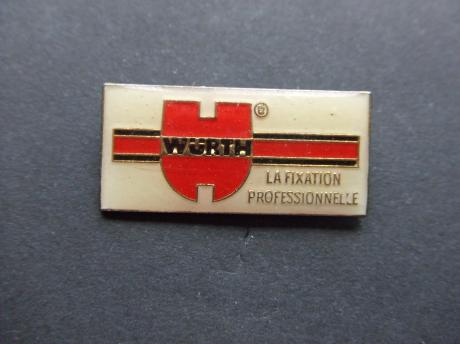 WÜRTH ®
LA FIXATION
PROFESSIONNELLE